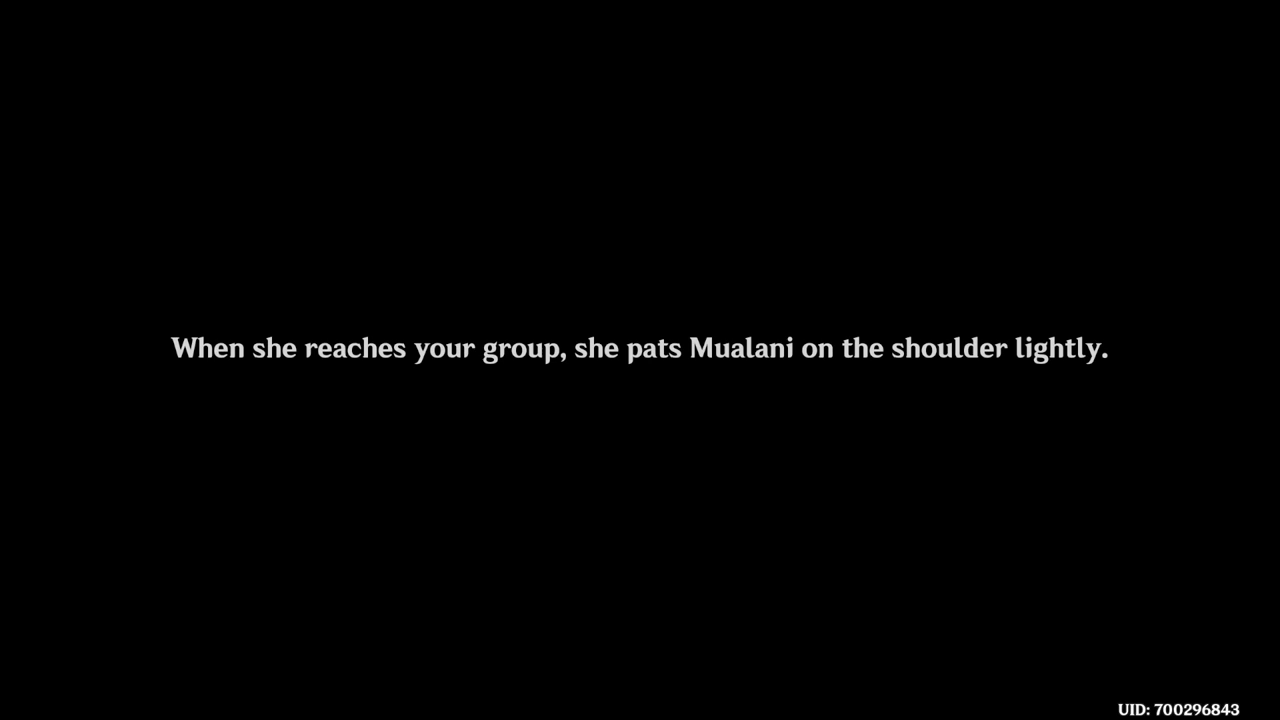 When she reaches your group, she pats Mualani on the shoulder lightly.
UID: 700296843